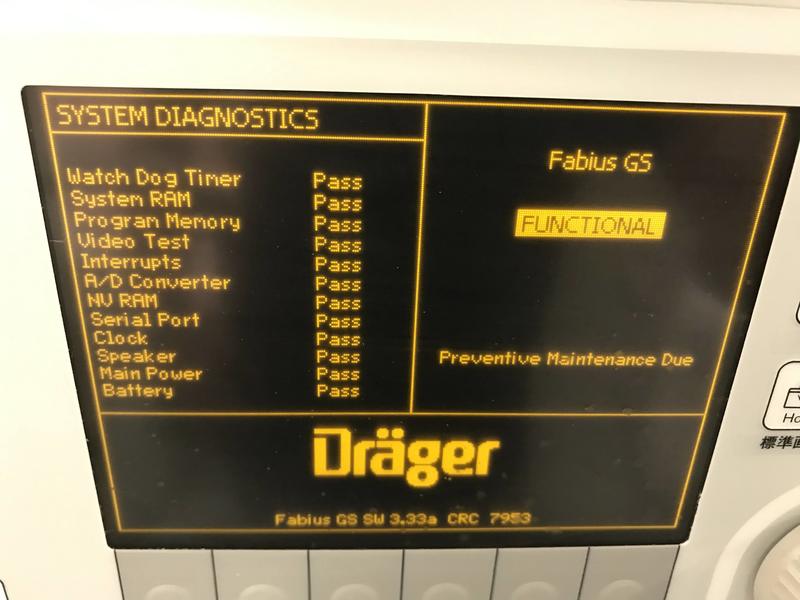 SYSTEM DIAGNOSTICS
Watch Dog Timer Pass
System RAM Pass
Program Memory Pass
Video Test Pass
Interrupts Pass
A/D Converter Pass
NV RAM Pass
Serial Port Pass
Clock Pass
Speaker Pass
Main Power Pass
Battery Pass
Fabius GS
FUNCTIONAL
Preventive Maintenance Due
Dräger
Fabius GS SW 3.33a CRC 7953
標準